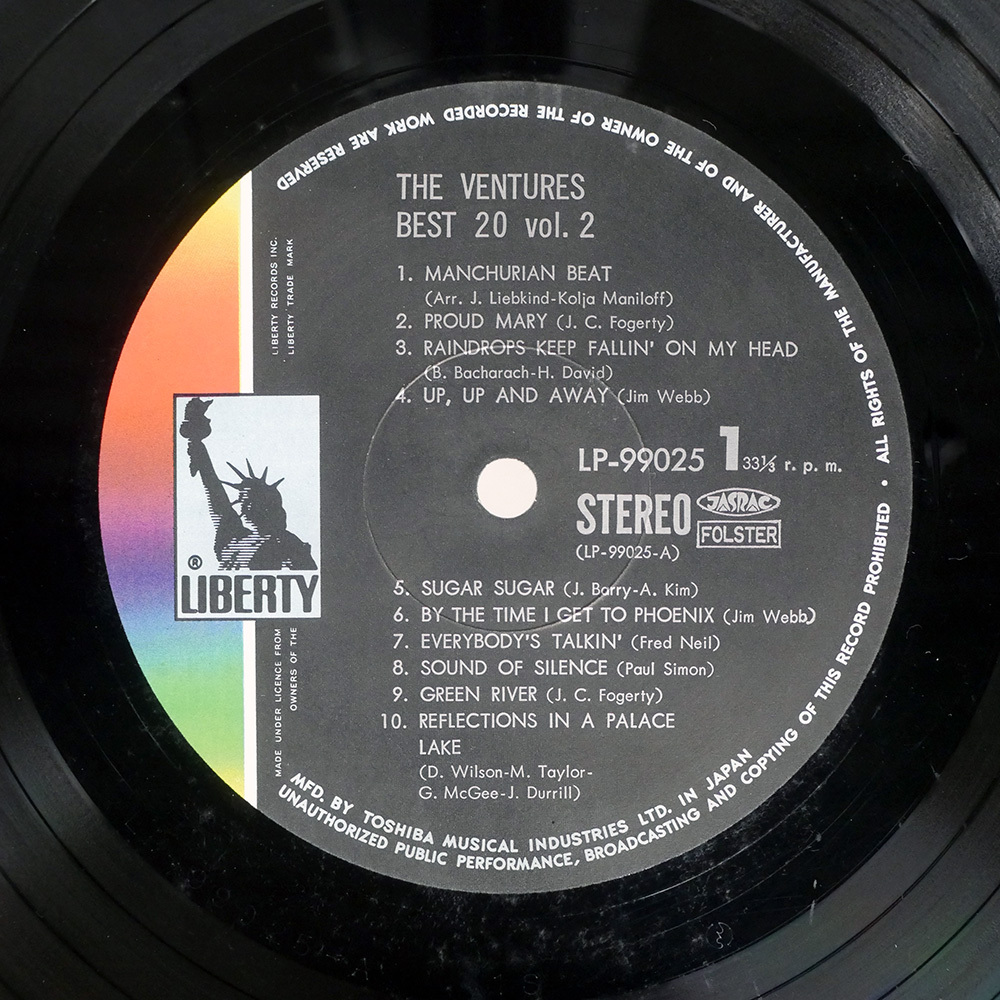 THE VENTURES
BEST 20 vol. 2
1. MANCHURIAN BEAT
(Arr. J. Liebkind-Kolja Maniloff)
2. PROUD MARY (J. C. Fogerty)
3. RAINDROPS KEEP FALLIN' ON MY HEAD
(B. Bacharach-H. David)
4. UP, UP AND AWAY (Jim Webb)
LP-99025 1 33⅓ r. p. m.
STEREO JASRAC
FOLSTER
(LP-99025-A)
5. SUGAR SUGAR (J. Barry-A. Kim)
6. BY THE TIME I GET TO PHOENIX (Jim Webb)
7. EVERYBODY'S TALKIN' (Fred Neil)
8. SOUND OF SILENCE (Paul Simon)
9. GREEN RIVER (J. C. Fogerty)
10. REFLECTIONS IN A PALACE
LAKE
(D. Wilson-M. Taylor-
G. McGee-J. Durrill)
® LIBERTY
MADE UNDER LICENCE FROM LIBERTY RECORDS INC.
OWNERS OF THE LIBERTY TRADE MARK
MFD. BY TOSHIBA MUSICAL INDUSTRIES LTD. IN JAPAN
UNAUTHORIZED PUBLIC PERFORMANCE, BROADCASTING AND COPYING OF THIS RECORD PROHIBITED • ALL RIGHTS OF THE MANUFACTURER AND OF THE OWNER OF THE RECORDED WORK ARE RESERVED